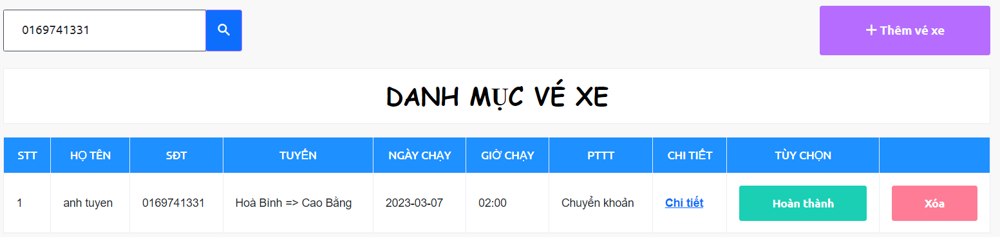 0169741331
+ Thêm vé xe
DANH MỤC VÉ XE
STT HỌ TÊN SĐT TUYẾN NGÀY CHẠY GIỜ CHẠY PTTT CHI TIẾT TÙY CHỌN
1 anh tuyen 0169741331 Hoà Bình => Cao Bằng 2023-03-07 02:00 Chuyển khoản Chi tiết Hoàn thành Xóa